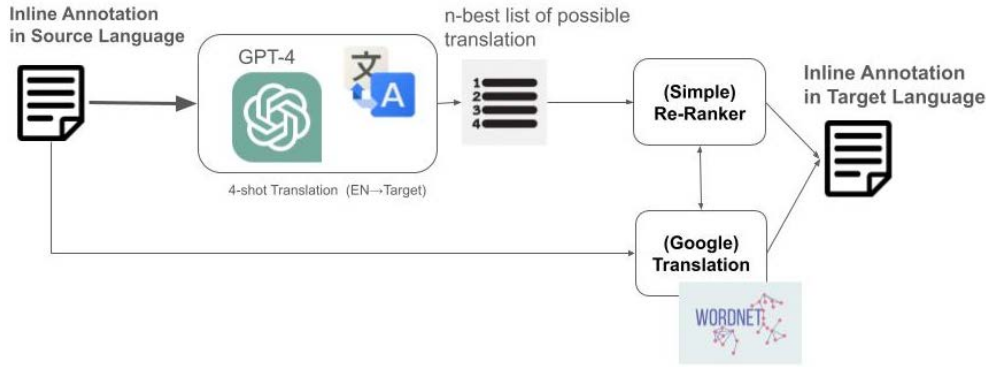 Inline Annotation
in Source Language
GPT-4
文
A
4-shot Translation (EN→Target)
n-best list of possible
translation
1
2
3
4
(Simple)
Re-Ranker
(Google)
Translation
WORDNET
Inline Annotation
in Target Language